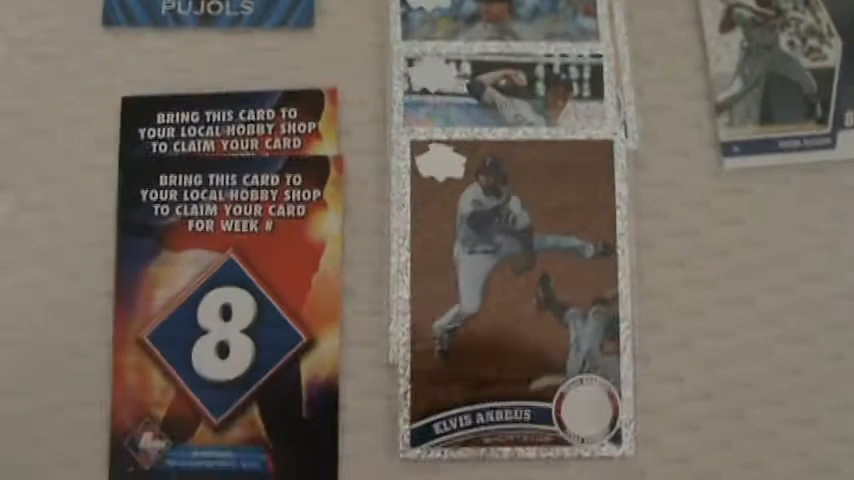 PUJOLS
BRING THIS CARD TO
YOUR LOCAL HOBBY SHOP
TO CLAIM YOUR CARD
BRING THIS CARD TO
YOUR LOCAL HOBBY SHOP
TO CLAIM YOUR CARD
FOR WEEK #
8
ELVIS ANDRUS
SHORTSTOP